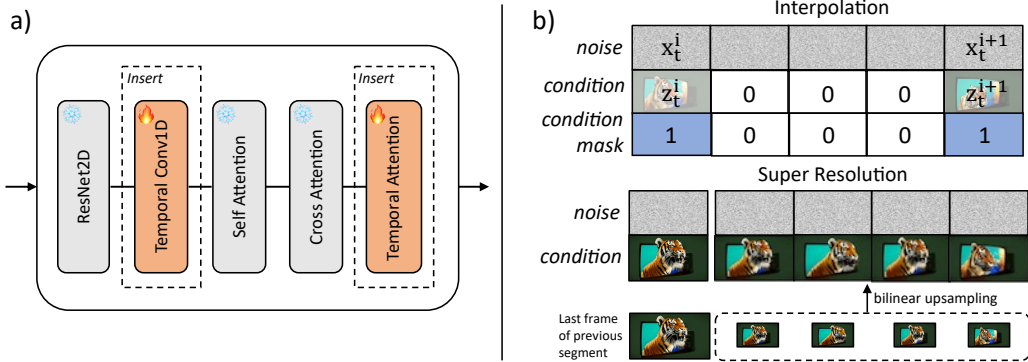 a)
Insert
Insert
ResNet2D
Temporal Conv1D
Self Attention
Cross Attention
Temporal Attention
b)
Interpolation
noise
x_t^i
x_t^{i+1}
condition
z_t^i
0
0
0
z_t^{i+1}
condition
mask
1
0
0
0
1
Super Resolution
noise
condition
bilinear upsampling
Last frame
of previous
segment